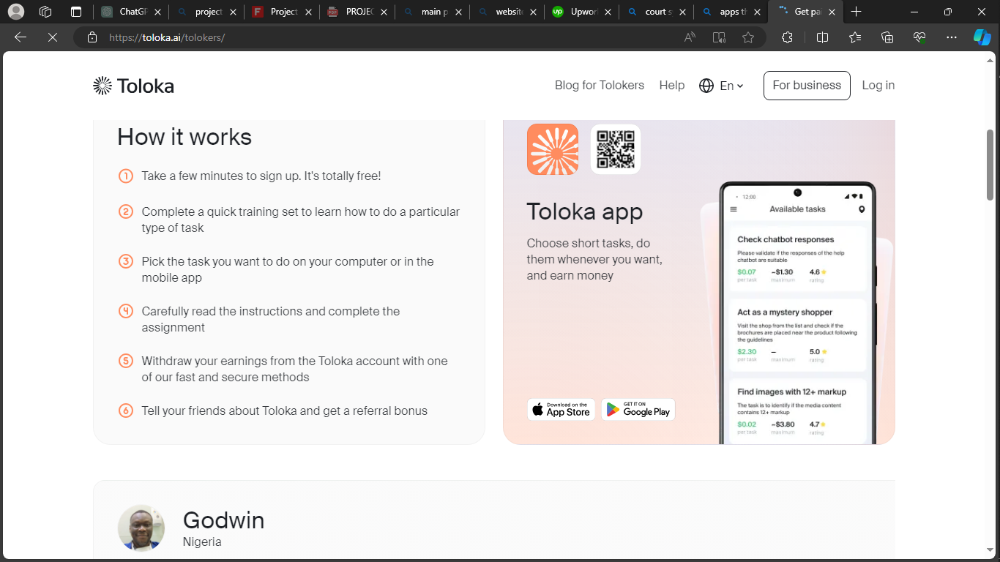 ChatGP
project
Project
PROJEC
main p
website
Upwork
court s
apps th
Get pai
https://toloka.ai/tolokers/
Toloka
Blog for Tolokers
Help
En
For business
Log in
How it works
1 Take a few minutes to sign up. It's totally free!
2 Complete a quick training set to learn how to do a particular
type of task
3 Pick the task you want to do on your computer or in the
mobile app
4 Carefully read the instructions and complete the
assignment
5 Withdraw your earnings from the Toloka account with one
of our fast and secure methods
6 Tell your friends about Toloka and get a referral bonus
Toloka app
Choose short tasks, do
them whenever you want,
and earn money
Download on the
App Store
GET IT ON
Google Play
12:00
Available tasks
Check chatbot responses
Please validate if the responses of the help
chatbot are suitable
$0.07 ~$1.30 4.6
per task maximum rating
Act as a mystery shopper
Visit the shop from the list and check if the
brochures are placed near the product following
the guidelines
$2.30 – 5.0
per task maximum rating
Find images with 12+ markup
The task is to identify if the media content
contains 12+ markup
$0.02 ~$3.80 4.7
per task maximum rating
Godwin
Nigeria